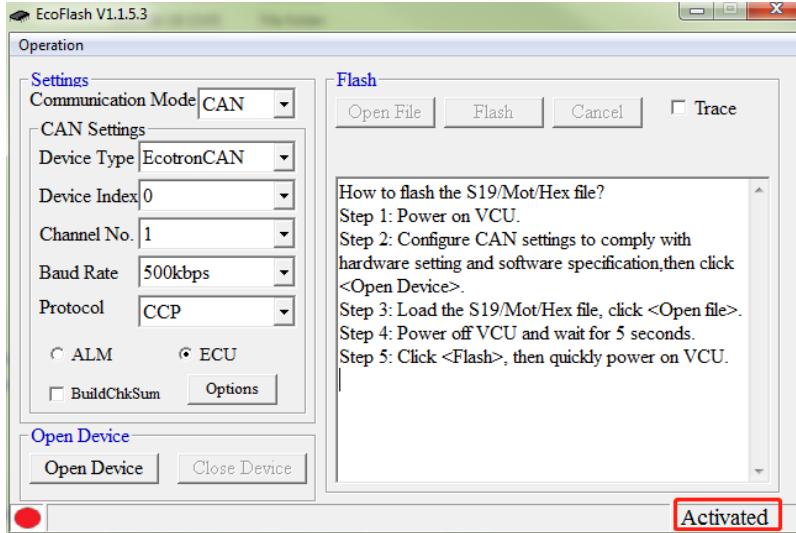 EcoFlash V1.1.5.3
Operation
Settings
Communication Mode CAN
CAN Settings
Device Type EcotronCAN
Device Index 0
Channel No. 1
Baud Rate 500kbps
Protocol CCP
ALM ECU
BuildChkSum Options
Open Device
Open Device Close Device
Flash
Open File Flash Cancel Trace
How to flash the S19/Mot/Hex file?
Step 1: Power on VCU.
Step 2: Configure CAN settings to comply with
hardware setting and software specification,then click
<Open Device>.
Step 3: Load the S19/Mot/Hex file, click <Open file>.
Step 4: Power off VCU and wait for 5 seconds.
Step 5: Click <Flash>, then quickly power on VCU.
Activated